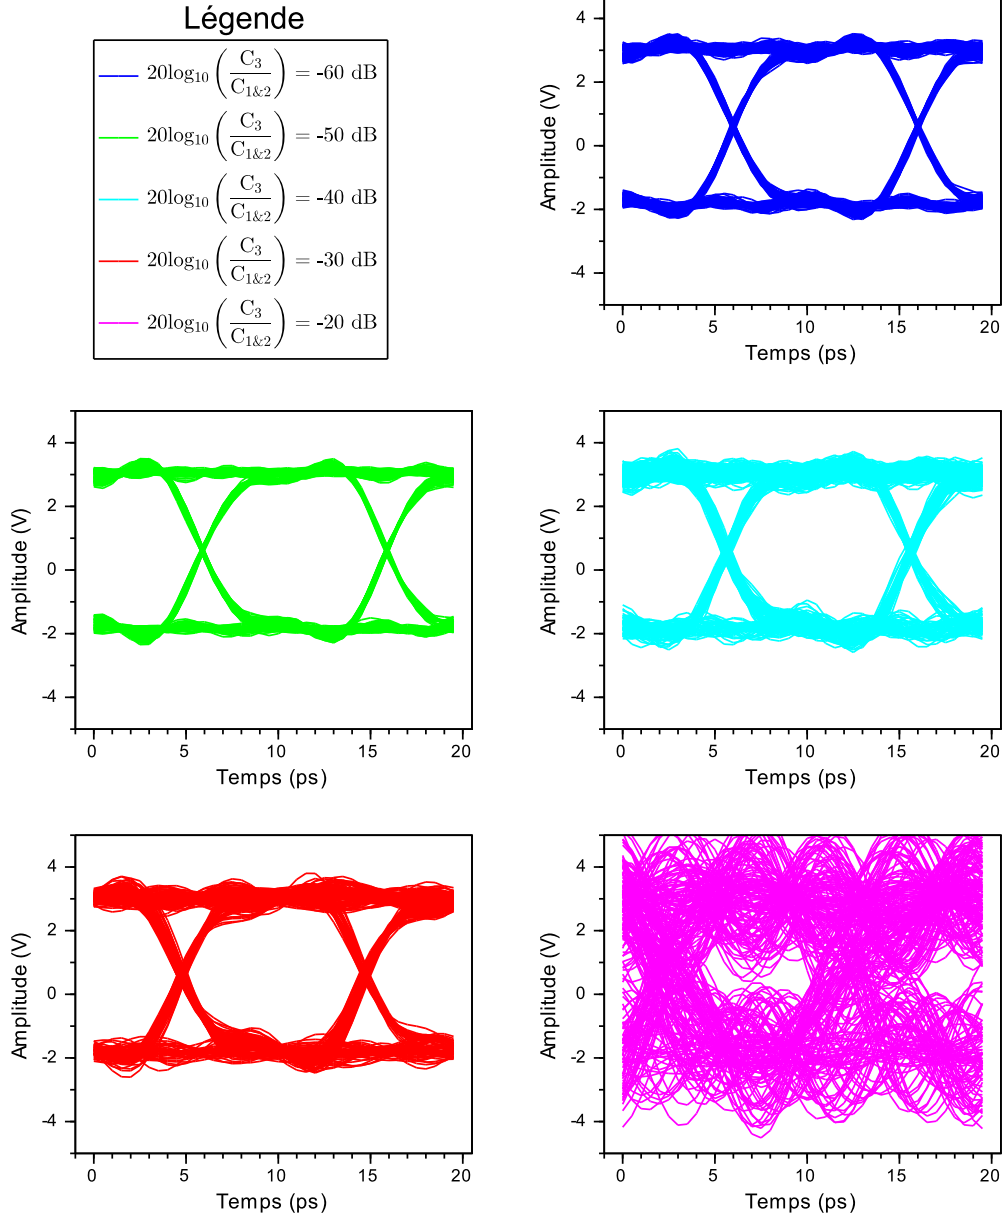 Légende
20log₁₀(C₃/C₁&₂) = -60 dB
20log₁₀(C₃/C₁&₂) = -50 dB
20log₁₀(C₃/C₁&₂) = -40 dB
20log₁₀(C₃/C₁&₂) = -30 dB
20log₁₀(C₃/C₁&₂) = -20 dB
Amplitude (V)
4
2
0
-2
-4
0 5 10 15 20
Temps (ps)
Amplitude (V)
4
2
0
-2
-4
0 5 10 15 20
Temps (ps)
Amplitude (V)
4
2
0
-2
-4
0 5 10 15 20
Temps (ps)
Amplitude (V)
4
2
0
-2
-4
0 5 10 15 20
Temps (ps)
Amplitude (V)
4
2
0
-2
-4
0 5 10 15 20
Temps (ps)